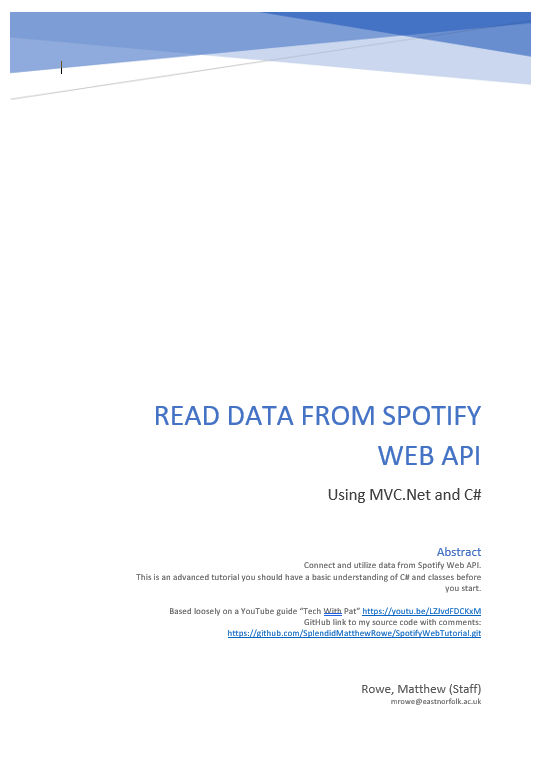 READ DATA FROM SPOTIFY
WEB API
Using MVC.Net and C#
Abstract
Connect and utilize data from Spotify Web API.
This is an advanced tutorial you should have a basic understanding of C# and classes before
you start.
Based loosely on a YouTube guide “Tech With Pat” https://youtu.be/LZJvdFDCKxM
GitHub link to my source code with comments:
https://github.com/SplendidMatthewRowe/SpotifyWebTutorial.git
Rowe, Matthew (Staff)
mrowe@eastnorfolk.ac.uk